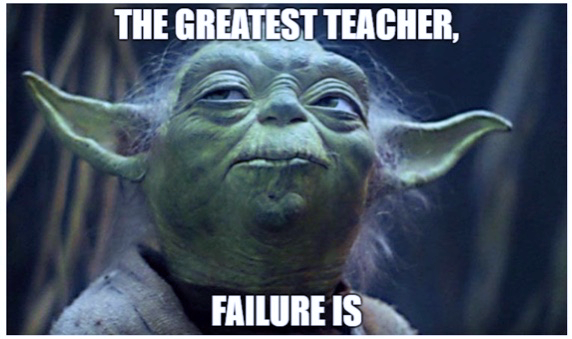 THE GREATEST TEACHER,
FAILURE IS